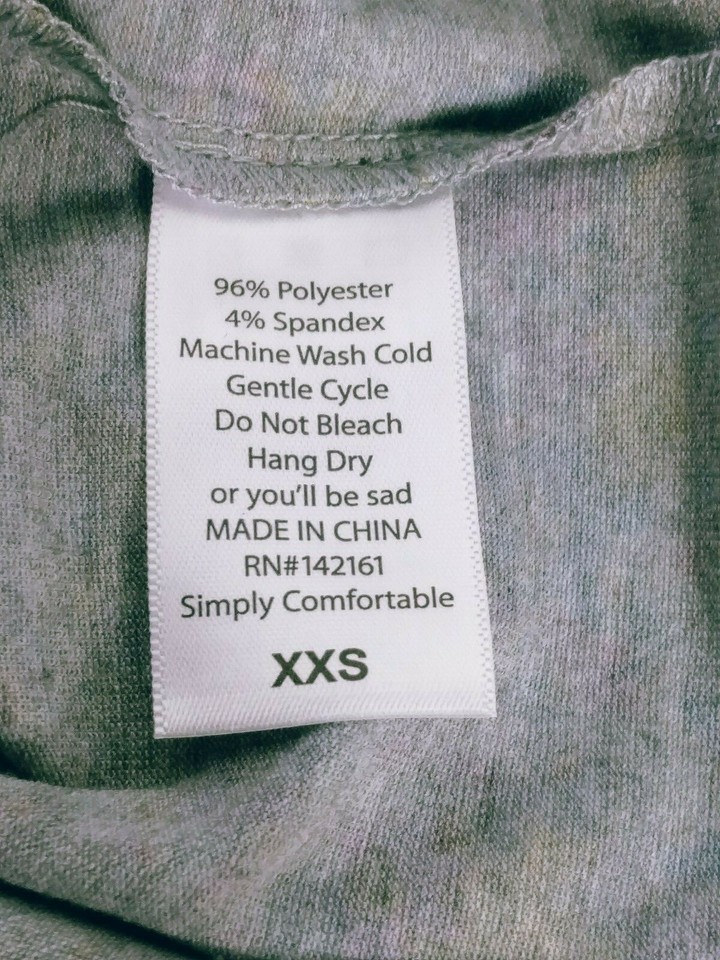 96% Polyester
4% Spandex
Machine Wash Cold
Gentle Cycle
Do Not Bleach
Hang Dry
or you'll be sad
MADE IN CHINA
RN#142161
Simply Comfortable
XXS